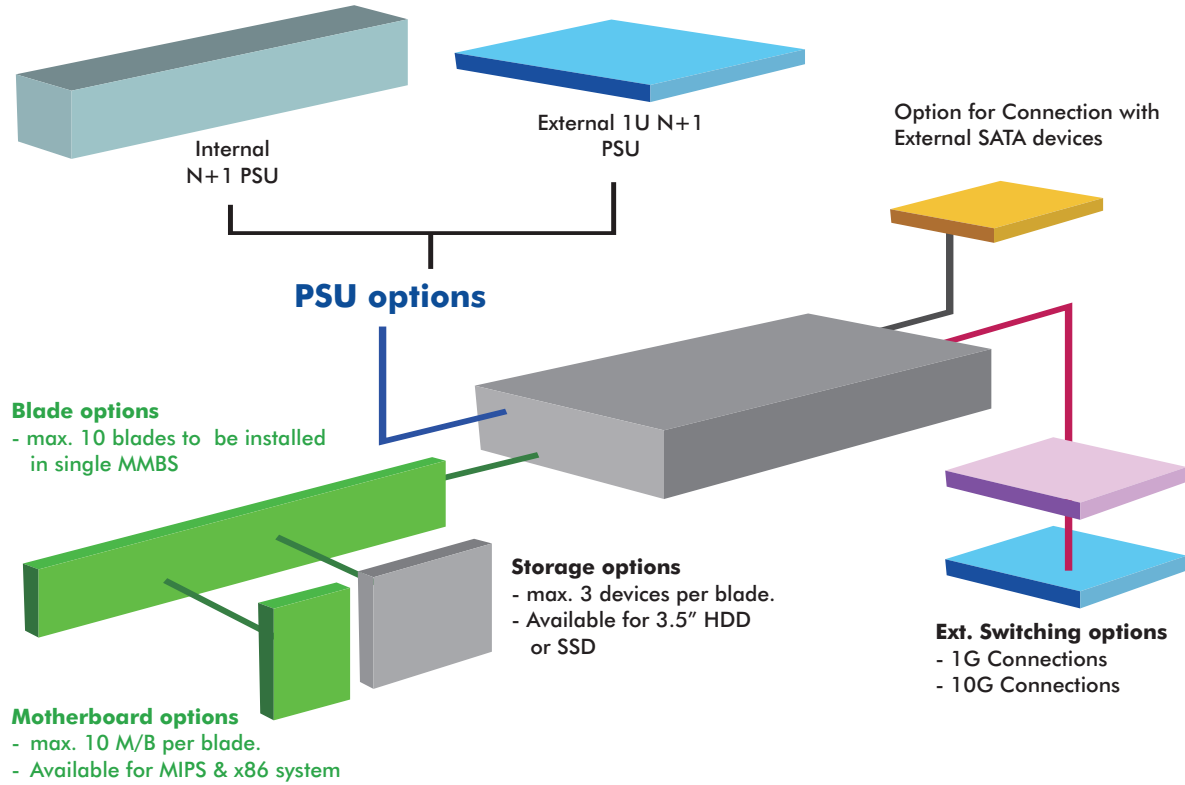 Internal
N+1 PSU
External 1U N+1
PSU
Option for Connection with
External SATA devices
PSU options
Blade options
- max. 10 blades to be installed
in single MMBS
Storage options
- max. 3 devices per blade.
- Available for 3.5” HDD
or SSD
Ext. Switching options
- 1G Connections
- 10G Connections
Motherboard options
- max. 10 M/B per blade.
- Available for MIPS & x86 system